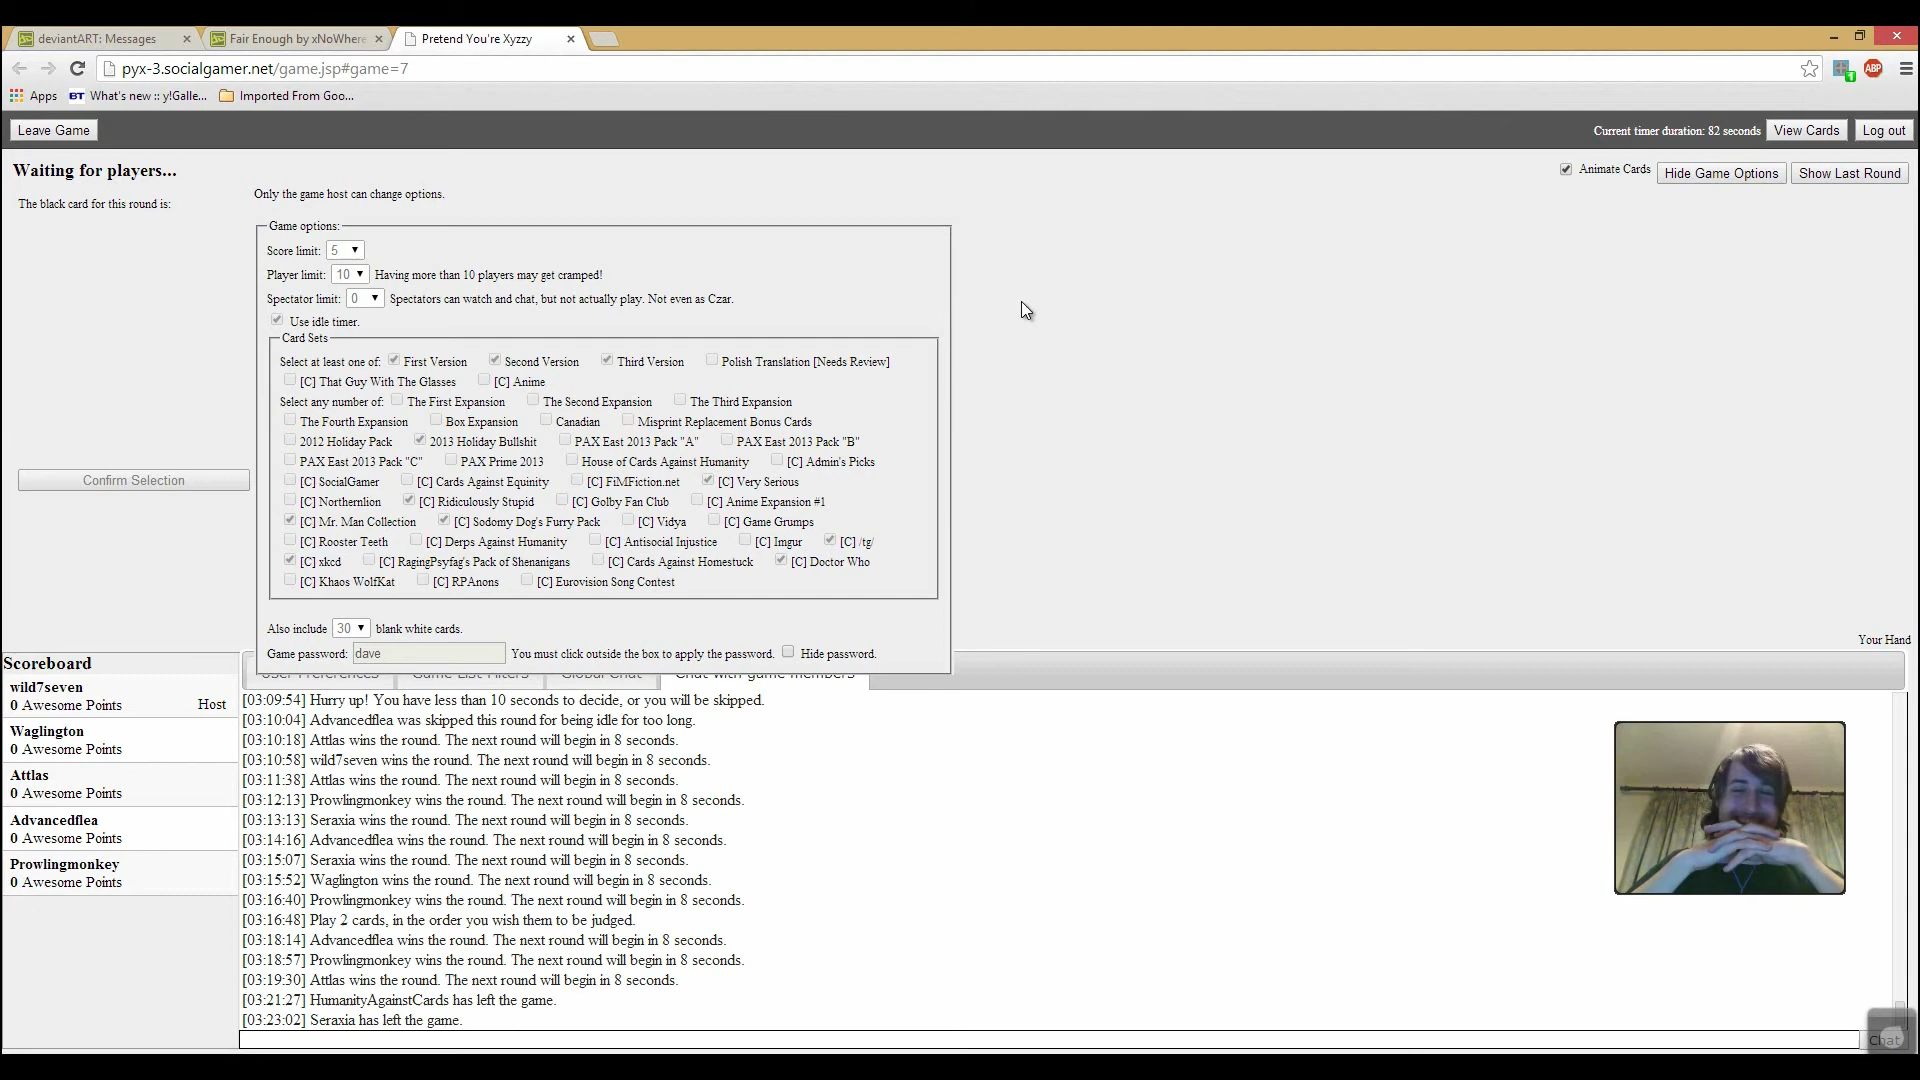 deviantART: Messages
Fair Enough by xNoWhere
Pretend You're Xyzzy
pyx-3.socialgamer.net/game.jsp#game=7
ABP
1
Apps
BT What's new :: y!Galle...
Imported From Goo...
Leave Game
Current timer duration: 82 seconds
View Cards
Log out
Waiting for players...
Animate Cards
Hide Game Options
Show Last Round
The black card for this round is:
Only the game host can change options.
Game options:
Score limit: 5
Player limit: 10 Having more than 10 players may get cramped!
Spectator limit: 0 Spectators can watch and chat, but not actually play. Not even as Czar.
Use idle timer.
Card Sets
Select at least one of: First Version Second Version Third Version Polish Translation [Needs Review]
[C] That Guy With The Glasses [C] Anime
Select any number of: The First Expansion The Second Expansion The Third Expansion
The Fourth Expansion Box Expansion Canadian Misprint Replacement Bonus Cards
2012 Holiday Pack 2013 Holiday Bullshit PAX East 2013 Pack "A" PAX East 2013 Pack "B"
PAX East 2013 Pack "C" PAX Prime 2013 House of Cards Against Humanity [C] Admin's Picks
[C] SocialGamer [C] Cards Against Equinity [C] FiMFiction.net [C] Very Serious
[C] Northernlion [C] Ridiculously Stupid [C] Golby Fan Club [C] Anime Expansion #1
[C] Mr. Man Collection [C] Sodomy Dog's Furry Pack [C] Vidya [C] Game Grumps
[C] Rooster Teeth [C] Derps Against Humanity [C] Antisocial Injustice [C] Imgur [C] /tg/
[C] xkcd [C] RagingPsyfag's Pack of Shenanigans [C] Cards Against Homestuck [C] Doctor Who
[C] Khaos WolfKat [C] RPAnons [C] Eurovision Song Contest
Confirm Selection
Also include 30 blank white cards.
Game password: dave You must click outside the box to apply the password. Hide password.
Your Hand
User Preferences
Game List Filters
Global Chat
Chat with game members
Scoreboard
wild7seven
0 Awesome Points
Host
Waglington
0 Awesome Points
Attlas
0 Awesome Points
Advancedflea
0 Awesome Points
Prowlingmonkey
0 Awesome Points
[03:09:54] Hurry up! You have less than 10 seconds to decide, or you will be skipped.
[03:10:04] Advancedflea was skipped this round for being idle for too long.
[03:10:18] Attlas wins the round. The next round will begin in 8 seconds.
[03:10:58] wild7seven wins the round. The next round will begin in 8 seconds.
[03:11:38] Attlas wins the round. The next round will begin in 8 seconds.
[03:12:13] Prowlingmonkey wins the round. The next round will begin in 8 seconds.
[03:13:13] Seraxia wins the round. The next round will begin in 8 seconds.
[03:14:16] Advancedflea wins the round. The next round will begin in 8 seconds.
[03:15:07] Seraxia wins the round. The next round will begin in 8 seconds.
[03:15:52] Waglington wins the round. The next round will begin in 8 seconds.
[03:16:40] Prowlingmonkey wins the round. The next round will begin in 8 seconds.
[03:16:48] Play 2 cards, in the order you wish them to be judged.
[03:18:14] Advancedflea wins the round. The next round will begin in 8 seconds.
[03:18:57] Prowlingmonkey wins the round. The next round will begin in 8 seconds.
[03:19:30] Attlas wins the round. The next round will begin in 8 seconds.
[03:21:27] HumanityAgainstCards has left the game.
[03:23:02] Seraxia has left the game.
Chat